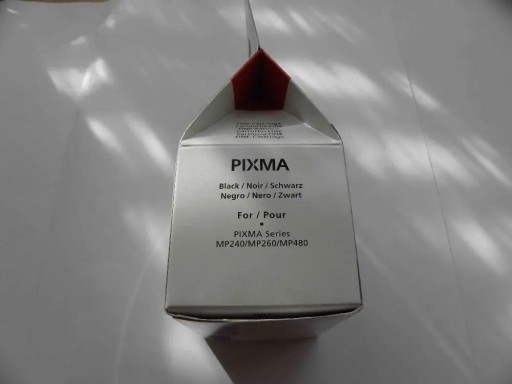 PIXMA
Black / Noir / Schwarz
Negro / Nero / Zwart
For / Pour
•
PIXMA Series
MP240/MP260/MP480